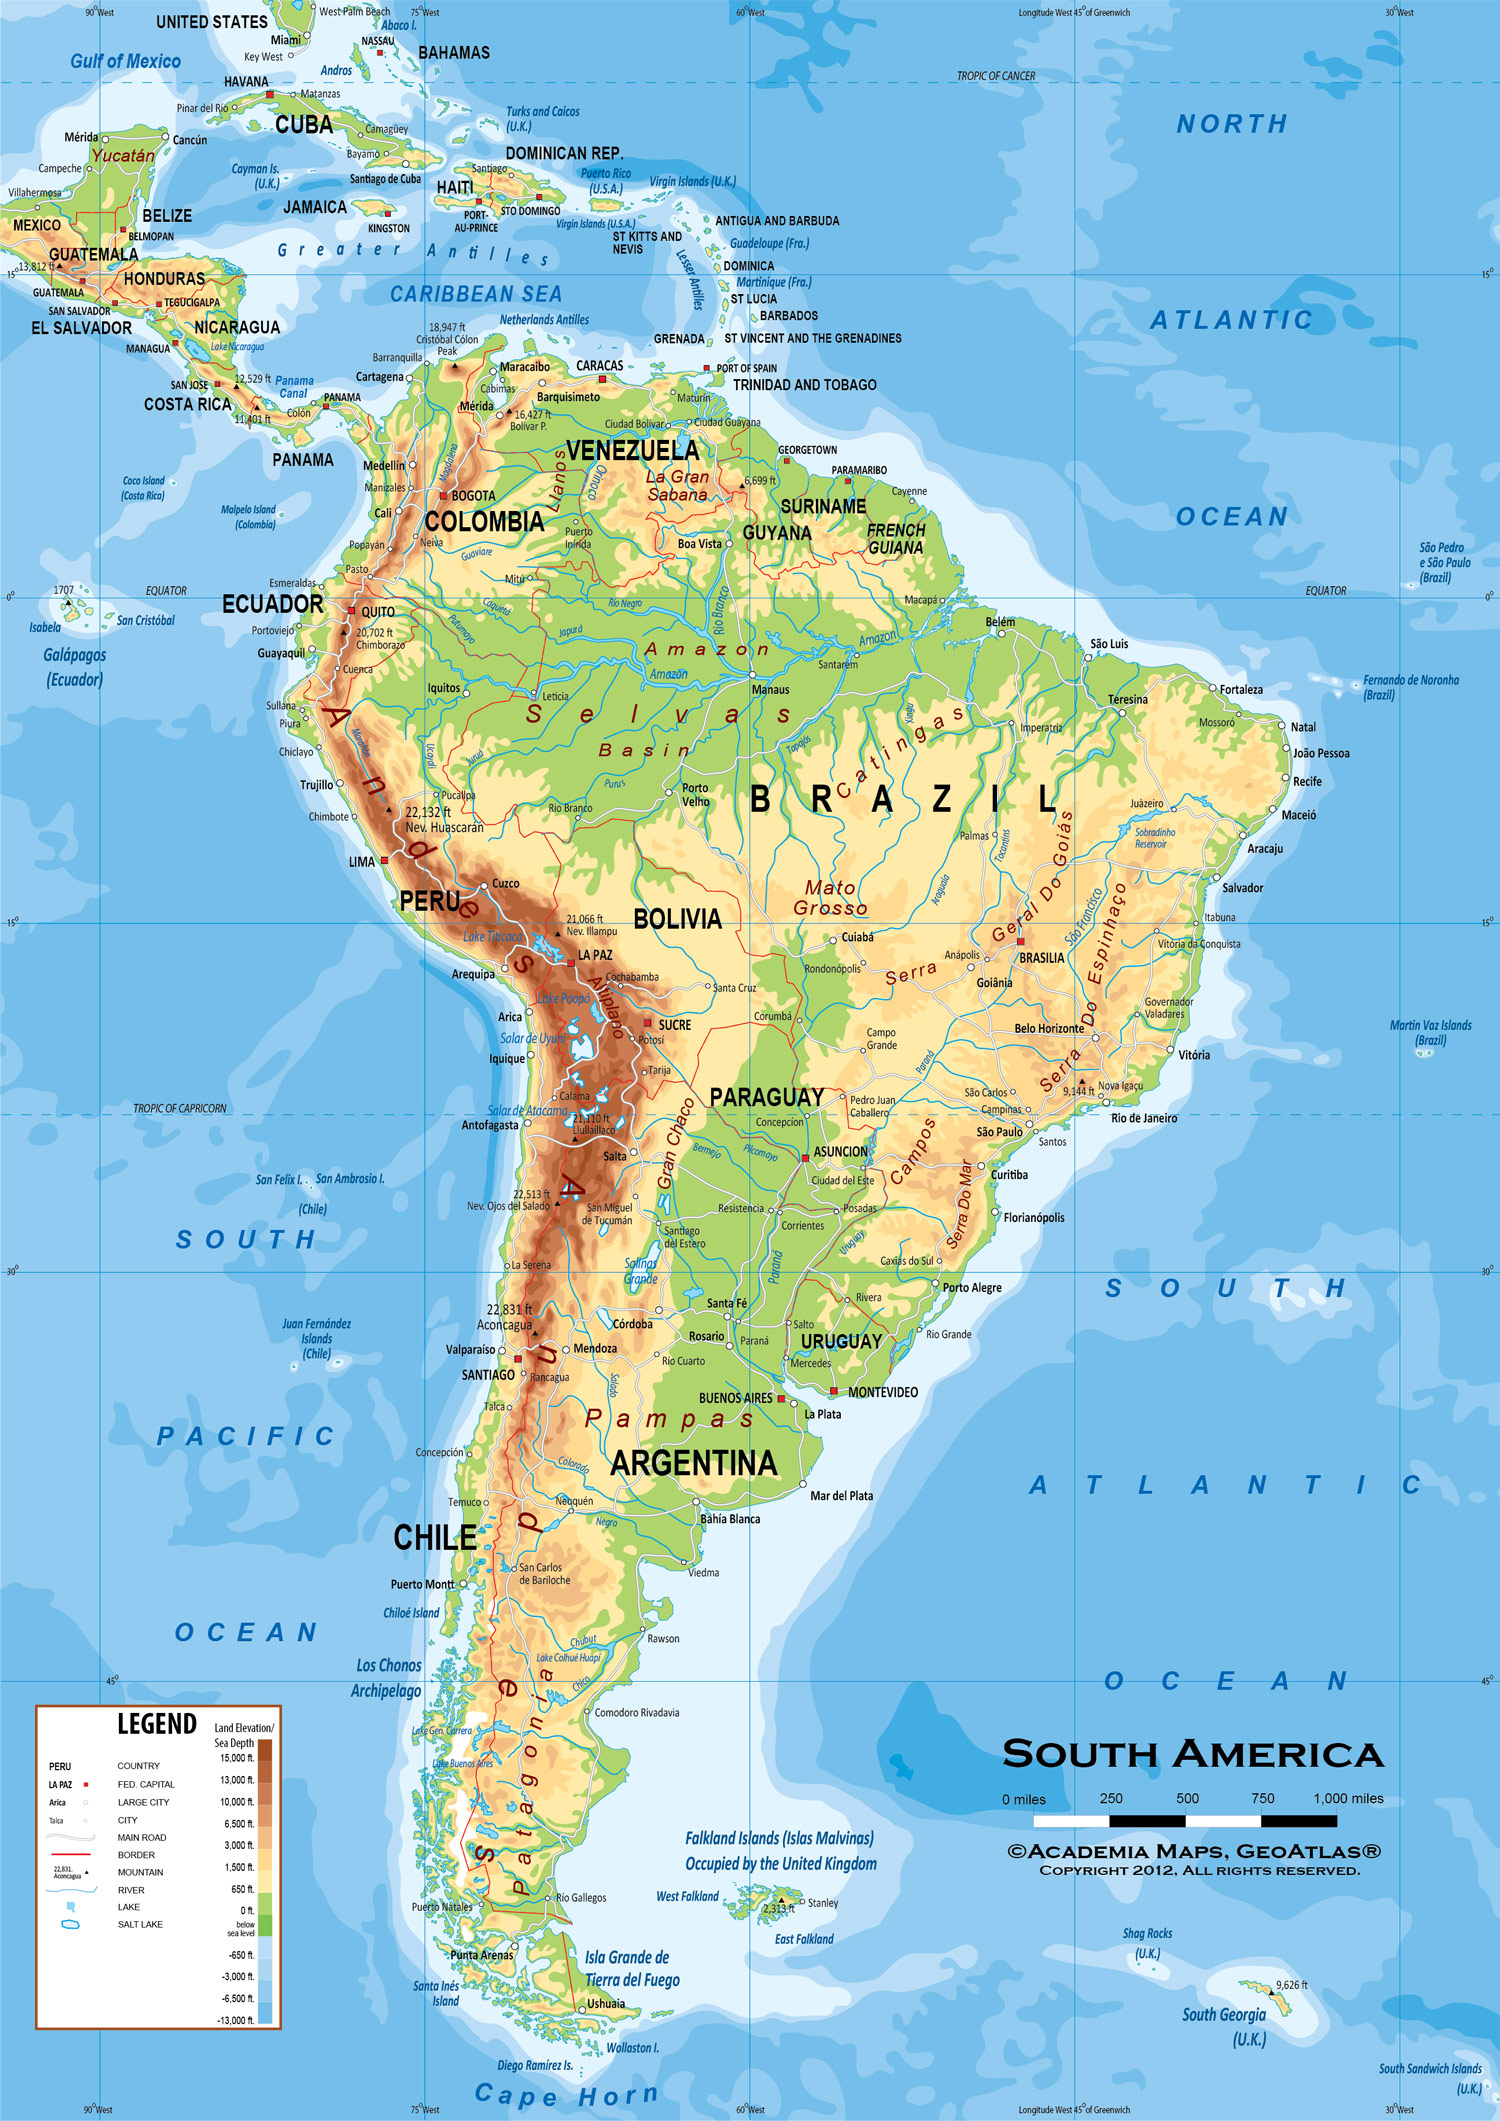 90°West
75°West
60°West
Longitude West 45° of Greenwich
30°West
UNITED STATES
West Palm Beach
Miami
Key West
Abaco I.
NASSAU
BAHAMAS
Andros
Gulf of Mexico
TROPIC OF CANCER
HAVANA
Matanzas
Pinar del Río
CUBA
Camagüey
Bayamo
Santiago de Cuba
Turks and Caicos
(U.K.)
NORTH
Mérida
Cancún
Yucatán
Campeche
Villahermosa
MEXICO
Cayman Is.
(U.K.)
DOMINICAN REP.
Santiago
HAITI
PORT-
AU-PRINCE
STO DOMINGO
Puerto Rico
(U.S.A.)
Virgin Islands (U.K.)
Virgin Islands (U.S.A.)
JAMAICA
KINGSTON
BELIZE
BELMOPAN
GUATEMALA
13,812 ft
GUATEMALA
HONDURAS
TEGUCIGALPA
SAN SALVADOR
EL SALVADOR
NICARAGUA
MANAGUA
Lake Nicaragua
Greater Antilles
CARIBBEAN SEA
ST KITTS AND
NEVIS
ANTIGUA AND BARBUDA
Guadeloupe (Fra.)
DOMINICA
Martinique (Fra.)
ST LUCIA
BARBADOS
Lesser Antilles
GRENADA
ST VINCENT AND THE GRENADINES
15°
15°
ATLANTIC
Netherlands Antilles
18,947 ft
Cristóbal Cólon
Peak
Barranquilla
Cartagena
Maracaibo
Cabimas
CARACAS
Barquisimeto
PORT OF SPAIN
TRINIDAD AND TOBAGO
SAN JOSE
12,529 ft
COSTA RICA
11,401 ft
Panama
Canal
Colón
PANAMA
PANAMA
Mérida
16,427 ft
Bolívar P.
Maturín
Ciudad Bolívar
Ciudad Guayana
VENEZUELA
Llanos
Orinoco
La Gran
Sabana
6,699 ft
GEORGETOWN
PARAMARIBO
Cayenne
SURINAME
GUYANA
FRENCH
GUIANA
OCEAN
Coco Island
(Costa Rica)
Malpelo Island
(Colombia)
Medellín
Magdalena
Manizales
BOGOTA
Cali
COLOMBIA
Popayán
Neiva
Puerto
Inírida
Boa Vista
Guaviare
Pasto
Mitú
São Pedro
e São Paulo
(Brazil)
1707
EQUATOR
EQUATOR
0°
0°
Isabela
San Cristóbal
Galápagos
(Ecuador)
Esmeraldas
ECUADOR
QUITO
Portoviejo
20,702 ft
Chimborazo
Guayaquil
Cuenca
Caquetá
Putumayo
Japurá
Rio Negro
Rio Branco
Macapá
Amazon
Amazon
Amazon
Belém
São Luis
Santarém
Manaus
Iquitos
Leticia
Selvas
Basin
Teresina
Fortaleza
Fernando de Noronha
(Brazil)
Sullana
Piura
Mossoró
Natal
João Pessoa
Recife
Maceió
Imperatriz
Xingu
Catingas
Tapajós
Chiclayo
Marañón
Ucayali
Juruá
Purus
Trujillo
Pucallpa
Chimbote
22,132 ft
Nev. Huascarán
Rio Branco
Porto
Velho
BRAZIL
Palmas
Tocantins
Juàzeiro
Sobradinho
Reservoir
Aracaju
LIMA
Andes
Cuzco
PERU
BOLIVIA
Mato
Grosso
Araguaia
Geral Do Goiás
São Francisco
Salvador
15°
15°
21,066 ft
Nev. Illampu
Lake Titicaca
LA PAZ
Arequipa
Altiplano
Cochabamba
Santa Cruz
Cuiabá
Rondonópolis
Serra
Anápolis
BRASILIA
Goiânia
Serra Do Espinhaço
Itabuna
Vitória da Conquista
Governador
Valadares
Arica
Lake Poopó
SUCRE
Salar de Uyuni
Potosí
Iquique
Corumbá
Campo
Grande
Belo Horizonte
Vitória
Martin Vaz Islands
(Brazil)
Tarija
Calama
PARAGUAY
Pedro Juan
Caballero
Paraná
São Carlos
9,144 ft
Nova Igaçu
Campinas
Rio de Janeiro
TROPIC OF CAPRICORN
Salar de Atacama
21,110 ft
Llullaillaco
Antofagasta
Concepcion
São Paulo
Santos
Gran Chaco
Bermejo
Pilcomayo
ASUNCION
Campos
Salta
San Felix I.
San Ambrosio I.
(Chile)
Ciudad del Este
Curitiba
22,513 ft
Nev. Ojos del Salado
San Miguel
de Tucumán
Resistencia
Corrientes
Posadas
Serra Do Mar
Florianópolis
Santiago
del Estero
Uruguay
Caxias do Sul
SOUTH
La Serena
Salinas
Grande
Paraná
30°
30°
Porto Alegre
SOUTH
22,831 ft
Aconcagua
Andes
Rivera
Santa Fé
Córdoba
Rosario
Paraná
Salto
URUGUAY
Rio Grande
Juan Fernández
Islands
(Chile)
Valparaíso
Mendoza
SANTIAGO
Rancagua
Río Cuarto
Mercedes
BUENOS AIRES
MONTEVIDEO
La Plata
Salado
Talca
Pampas
PACIFIC
Concepción
ARGENTINA
Colorado
ATLANTIC
Mar del Plata
Temuco
Neuquén
Negro
Bahía Blanca
CHILE
San Carlos
de Bariloche
Viedma
Puerto Montt
Chiloé Island
OCEAN
Rawson
Chubut
Lake Colhué Huapí
Chico
Los Chonos
Archipelago
45°
45°
OCEAN
Comodoro Rivadavia
Patagonia
Lake Gen. Carrera
Lake Buenos Aires
LEGEND
Land Elevation/
Sea Depth
PERU COUNTRY
LA PAZ FED. CAPITAL
Arica LARGE CITY
Talca CITY
MAIN ROAD
BORDER
22,831.
Aconcagua
MOUNTAIN
RIVER
LAKE
SALT LAKE
15,000 ft.
13,000 ft.
10,000 ft.
6,500 ft.
3,000 ft.
1,500 ft.
650 ft.
0 ft.
below
sea level
-650 ft.
-3,000 ft.
-6,500 ft.
-13,000 ft.
SOUTH AMERICA
0 miles 250 500 750 1,000 miles
©ACADEMIA MAPS, GEOATLAS®
COPYRIGHT 2012, ALL RIGHTS RESERVED.
Falkland Islands (Islas Malvinas)
Occupied by the United Kingdom
West Falkland
Stanley
2,313 ft
East Falkland
Puerto Natales
Río Gallegos
Punta Arenas
Isla Grande de
Tierra del Fuego
Santa Inés
Island
Ushuaia
Wollaston I.
Diego Ramírez Is.
Cape Horn
Shag Rocks
(U.K.)
9,626 ft
South Georgia
(U.K.)
South Sandwich Islands
(U.K.)
90°West
75°West
60°West
Longitude West 45° of Greenwich
30°West